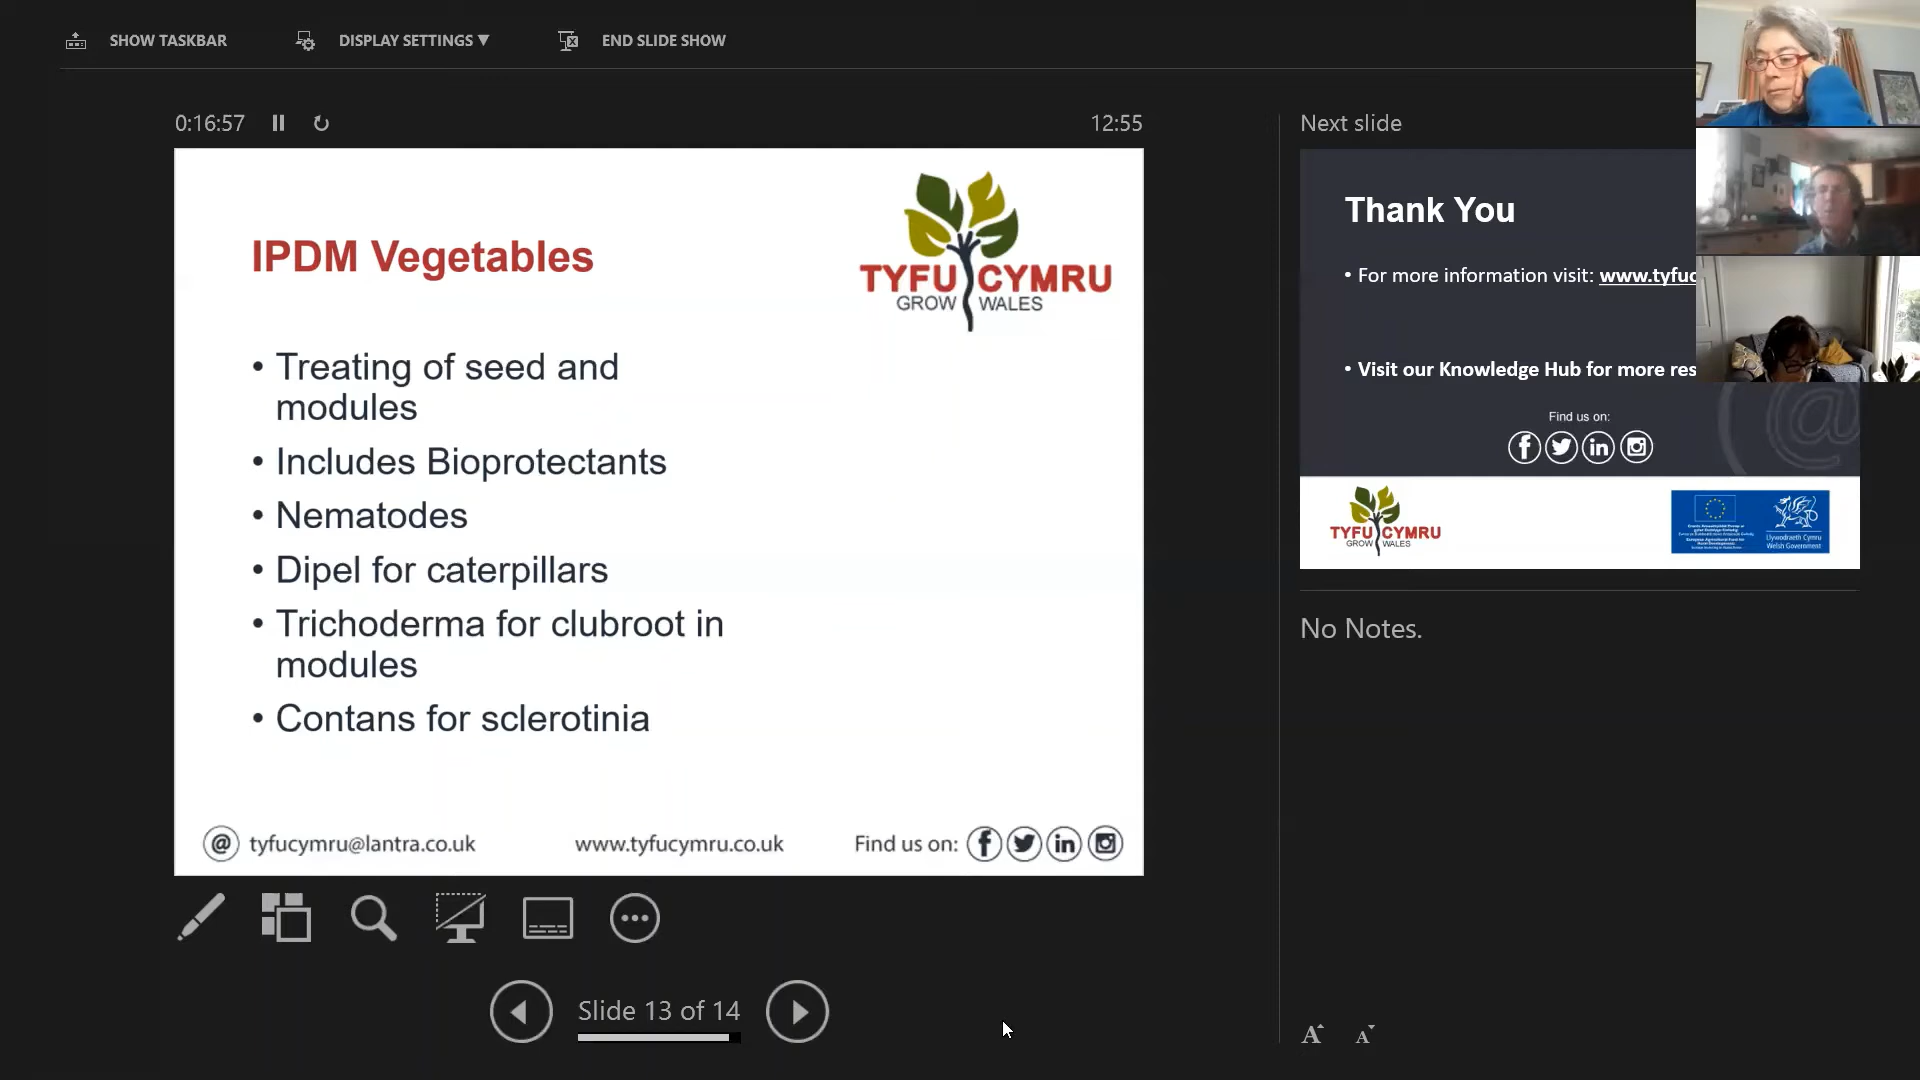 SHOW TASKBAR
DISPLAY SETTINGS ▼
END SLIDE SHOW
0:16:57
12:55
Next slide
IPDM Vegetables
TYFU CYMRU
GROW WALES
• Treating of seed and
modules
• Includes Bioprotectants
• Nematodes
• Dipel for caterpillars
• Trichoderma for clubroot in
modules
• Contans for sclerotinia
@ tyfucymru@lantra.co.uk
www.tyfucymru.co.uk
Find us on:
Thank You
• For more information visit: www.tyfuc
• Visit our Knowledge Hub for more res
Find us on:
TYFU CYMRU
GROW WALES
Llywodraeth Cymru
Welsh Government
No Notes.
Slide 13 of 14